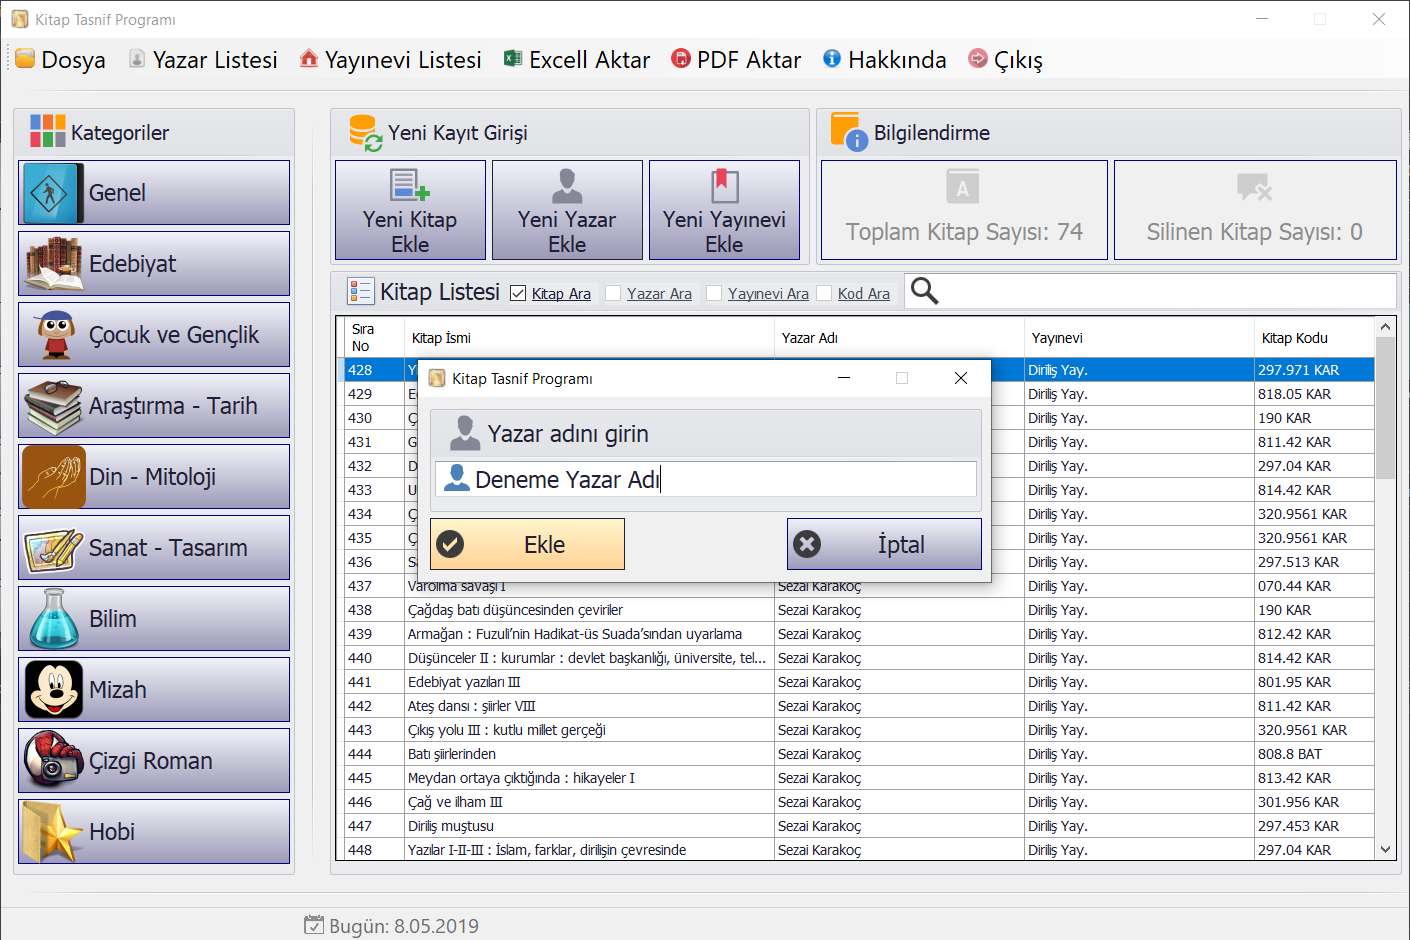 Kitap Tasnif Programı
Dosya Yazar Listesi Yayınevi Listesi Excell Aktar PDF Aktar Hakkında Çıkış
Kategoriler
Genel
Edebiyat
Çocuk ve Gençlik
Araştırma - Tarih
Din - Mitoloji
Sanat - Tasarım
Bilim
Mizah
Çizgi Roman
Hobi
Yeni Kayıt Girişi
Yeni Kitap
Ekle
Yeni Yazar
Ekle
Yeni Yayınevi
Ekle
Bilgilendirme
Toplam Kitap Sayısı: 74
Silinen Kitap Sayısı: 0
Kitap Listesi Kitap Ara Yazar Ara Yayınevi Ara Kod Ara
Sıra
No
Kitap İsmi Yazar Adı Yayınevi Kitap Kodu
428 Diriliş Yay. 297.971 KAR
429 Diriliş Yay. 818.05 KAR
430 Diriliş Yay. 190 KAR
431 Diriliş Yay. 811.42 KAR
432 Diriliş Yay. 297.04 KAR
433 Diriliş Yay. 814.42 KAR
434 Diriliş Yay. 320.9561 KAR
435 Diriliş Yay. 320.9561 KAR
436 Diriliş Yay. 297.513 KAR
437 Varolma savaşı I Sezai Karakoç Diriliş Yay. 070.44 KAR
438 Çağdaş batı düşüncesinden çeviriler Sezai Karakoç Diriliş Yay. 190 KAR
439 Armağan : Fuzuli'nin Hadikat-üs Suada'sından uyarlama Sezai Karakoç Diriliş Yay. 812.42 KAR
440 Düşünceler II : kurumlar : devlet başkanlığı, üniversite, tel... Sezai Karakoç Diriliş Yay. 814.42 KAR
441 Edebiyat yazıları III Sezai Karakoç Diriliş Yay. 801.95 KAR
442 Ateş dansı : şiirler VIII Sezai Karakoç Diriliş Yay. 811.42 KAR
443 Çıkış yolu III : kutlu millet gerçeği Sezai Karakoç Diriliş Yay. 320.9561 KAR
444 Batı şiirlerinden Sezai Karakoç Diriliş Yay. 808.8 BAT
445 Meydan ortaya çıktığında : hikayeler I Sezai Karakoç Diriliş Yay. 813.42 KAR
446 Çağ ve ilham III Sezai Karakoç Diriliş Yay. 301.956 KAR
447 Diriliş muştusu Sezai Karakoç Diriliş Yay. 297.453 KAR
448 Yazılar I-II-III : İslam, farklar, dirilişin çevresinde Sezai Karakoç Diriliş Yay. 297.04 KAR
Kitap Tasnif Programı
Yazar adını girin
Deneme Yazar Adı
Ekle
İptal
Bugün: 8.05.2019